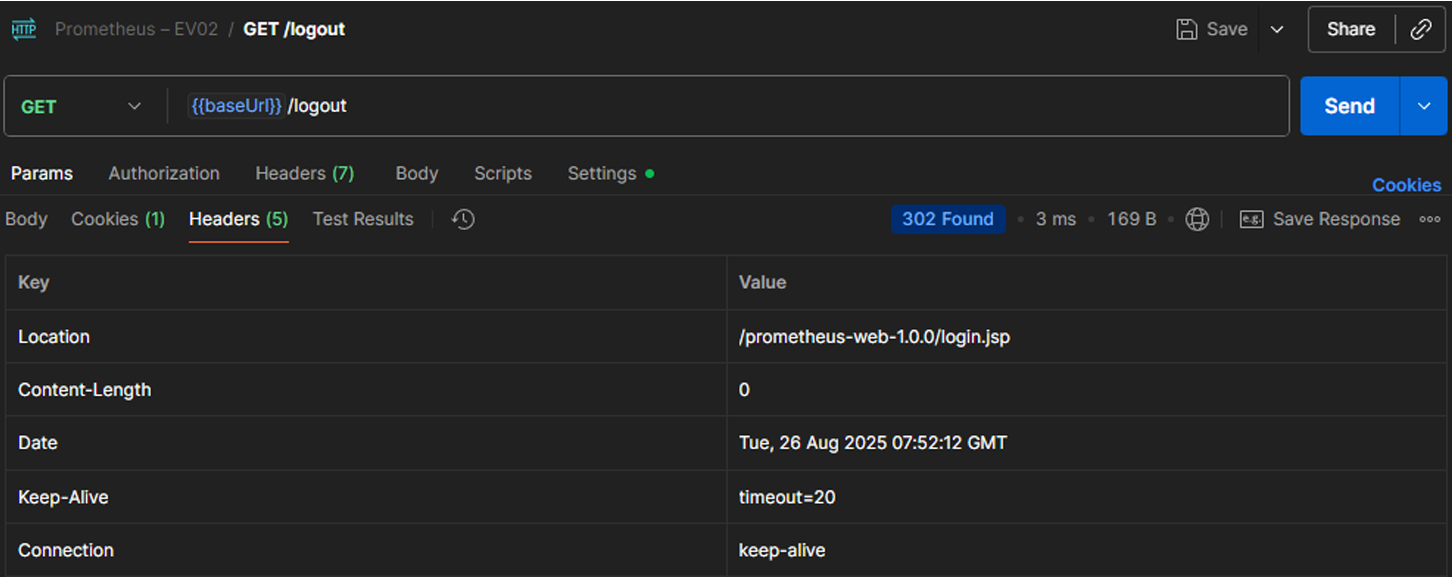 HTTP Prometheus – EV02 / GET /logout Save Share
GET {{baseUrl}} /logout Send
Params Authorization Headers (7) Body Scripts Settings Cookies
Body Cookies (1) Headers (5) Test Results 302 Found 3 ms 169 B e.g. Save Response
Key Value
Location /prometheus-web-1.0.0/login.jsp
Content-Length 0
Date Tue, 26 Aug 2025 07:52:12 GMT
Keep-Alive timeout=20
Connection keep-alive